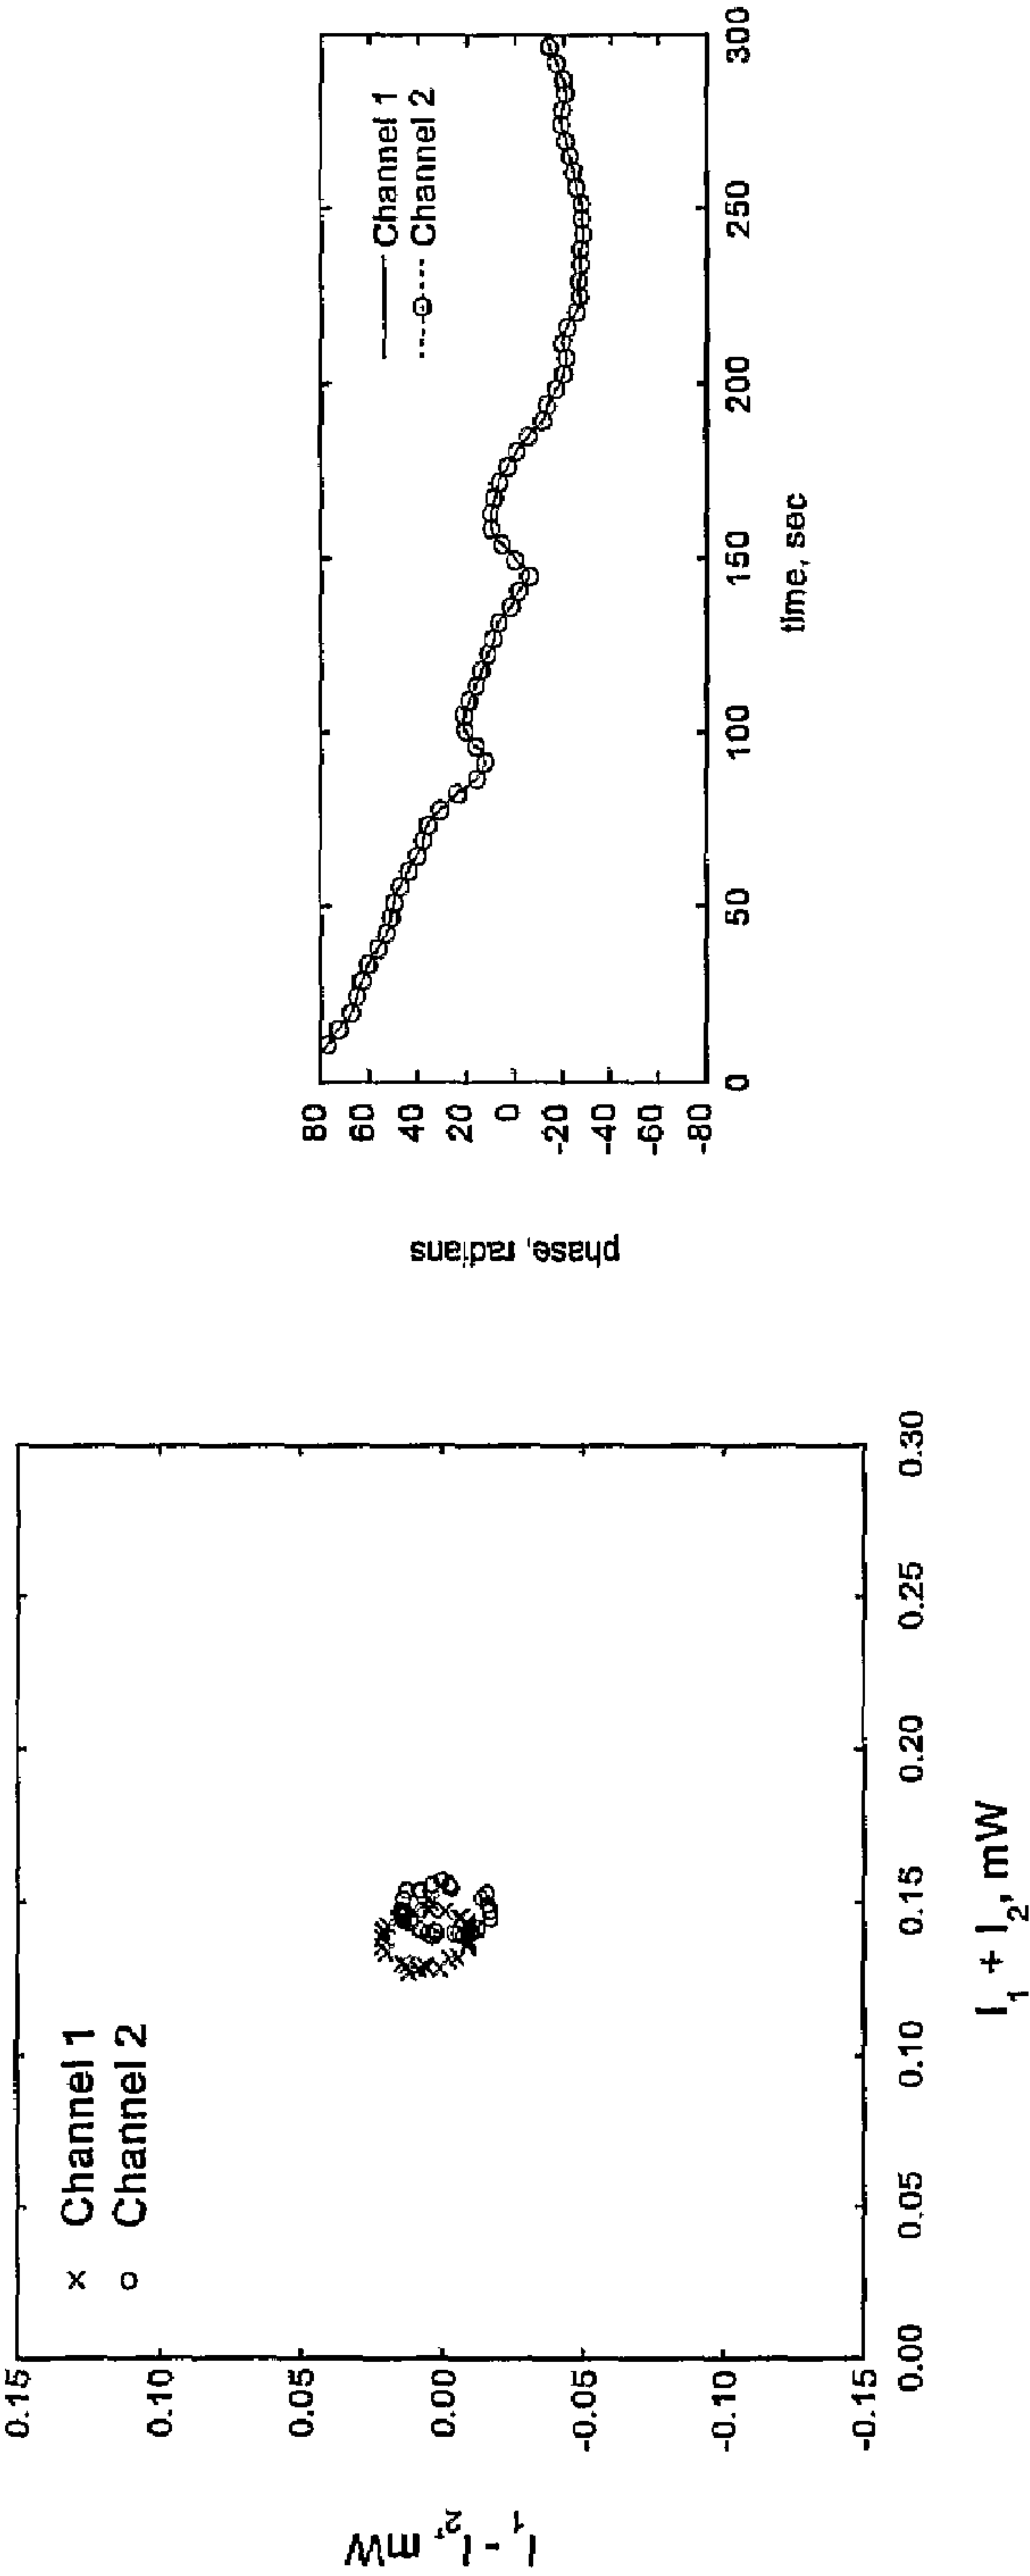 x Channel 1
o Channel 2
0.15
0.10
0.05
0.00
-0.05
-0.10
-0.15
0.00 0.05 0.10 0.15 0.20 0.25 0.30
I1 - I2, mW
I1 + I2, mW
Channel 1
Channel 2
80
60
40
20
0
-20
-40
-60
-80
0 50 100 150 200 250 300
phase, radians
time, sec